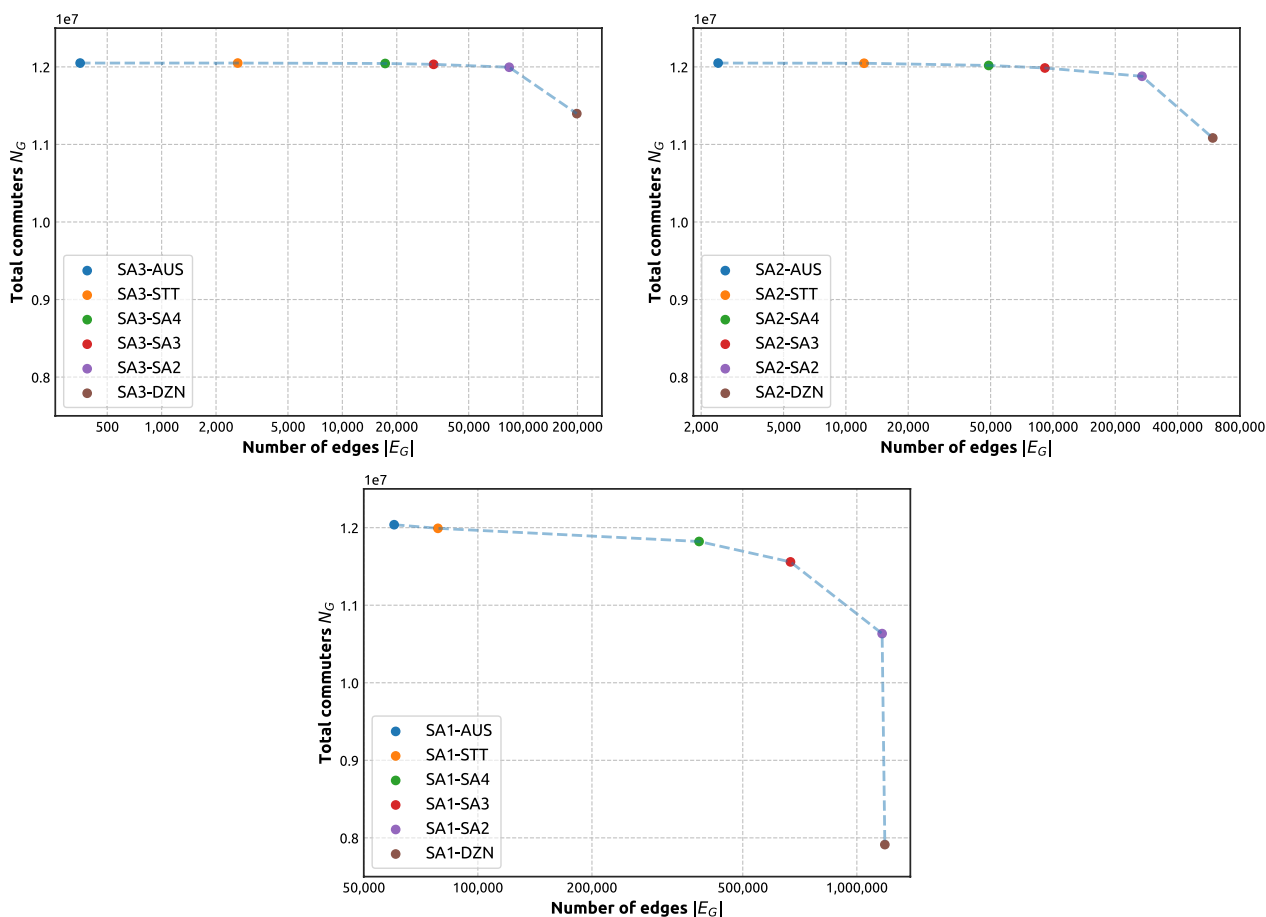 1e7
1.2
1.1
1.0
0.9
0.8
Total commuters N_G
SA3-AUS
SA3-STT
SA3-SA4
SA3-SA3
SA3-SA2
SA3-DZN
500 1,000 2,000 5,000 10,000 20,000 50,000 100,000 200,000
Number of edges |E_G|
1e7
1.2
1.1
1.0
0.9
0.8
Total commuters N_G
SA2-AUS
SA2-STT
SA2-SA4
SA2-SA3
SA2-SA2
SA2-DZN
2,000 5,000 10,000 20,000 50,000 100,000 200,000 400,000 800,000
Number of edges |E_G|
1e7
1.2
1.1
1.0
0.9
0.8
Total commuters N_G
SA1-AUS
SA1-STT
SA1-SA4
SA1-SA3
SA1-SA2
SA1-DZN
50,000 100,000 200,000 500,000 1,000,000
Number of edges |E_G|